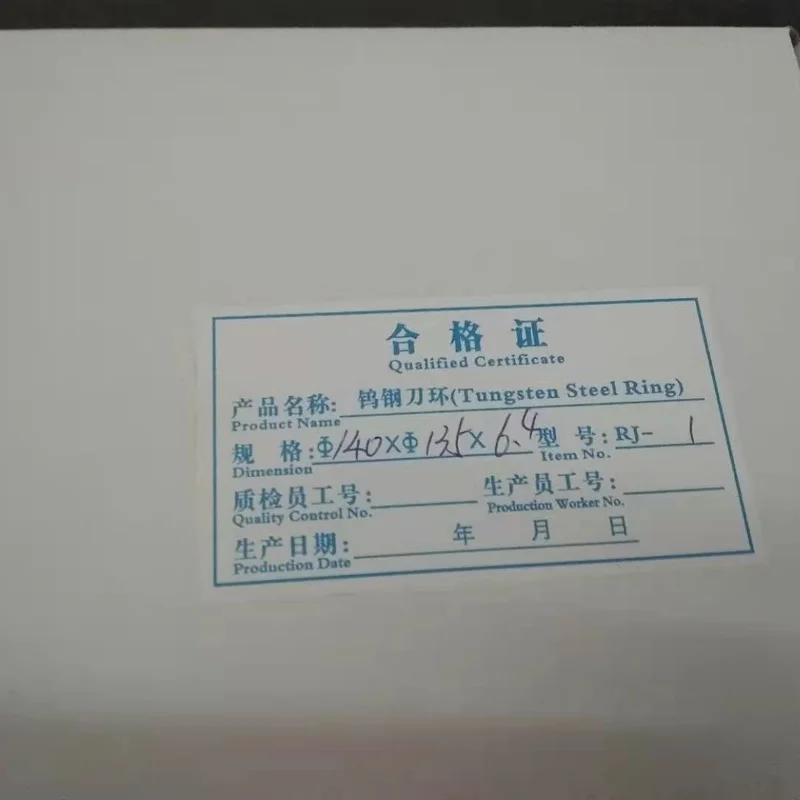 合格证
Qualified Certificate
产品名称: 钨钢刀环(Tungsten Steel Ring)
Product Name
规 格:Φ140×Φ135×6.4 型 号:RJ-1
Dimension Item No.
质检员工号: 生产员工号:
Quality Control No. Production Worker No.
生产日期: 年 月 日
Production Date